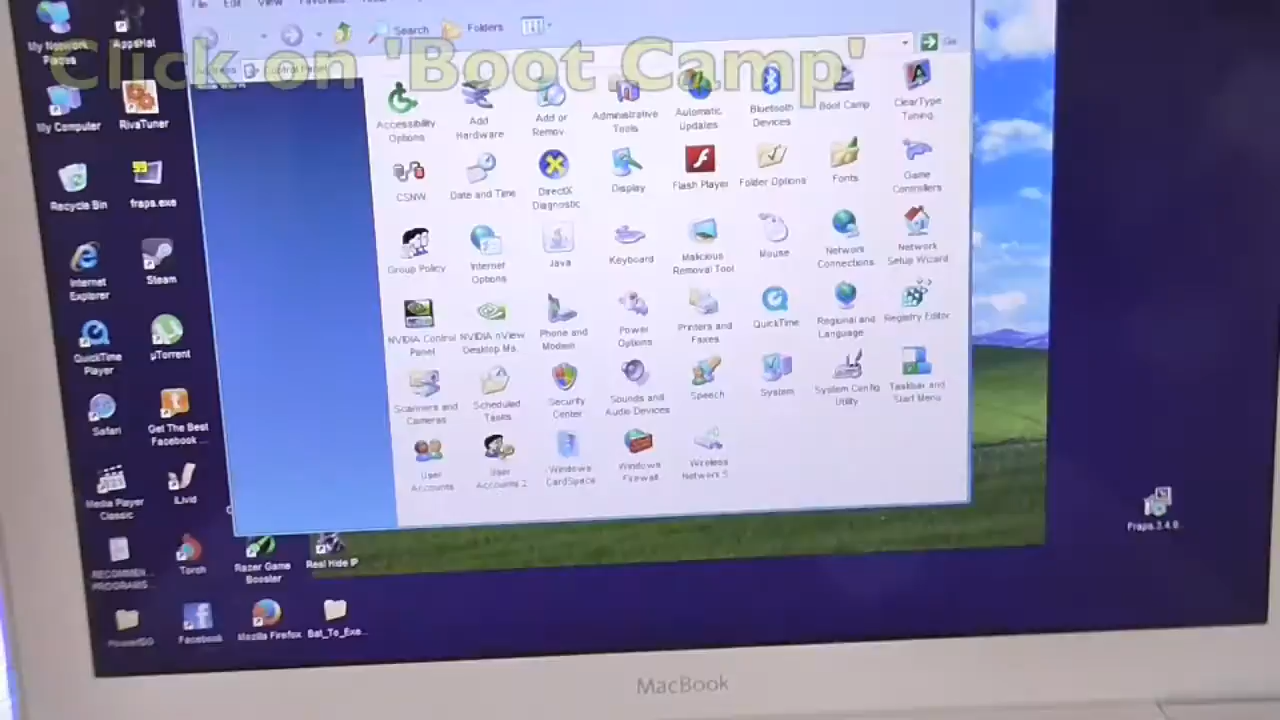 File Edit View Favorites
Search Folders
Click on 'Boot Camp'
Address Control Panel Go
My Network
Places
AppsHat
My Computer
RivaTuner
Recycle Bin
fraps.exe
Internet
Explorer
Steam
QuickTime
Player
µTorrent
Safari
Get The Best
Facebook ...
Media Player
Classic
iLivid
RECOMMEN...
PROGRAMS
Torch
Razer Game
Booster
Real Hide IP
Facebook
Mozilla Firefox
Bat_To_Exe...
Accessibility
Options
Add
Hardware
Add or
Remov...
Administrative
Tools
Automatic
Updates
Bluetooth
Devices
Boot Camp
ClearType
Tuning
CSNW
Date and Time
DirectX
Diagnostic
Display
Flash Player
Folder Options
Fonts
Game
Controllers
Group Policy
Internet
Options
Java
Keyboard
Malicious
Removal Tool
Mouse
Network
Connections
Network
Setup Wizard
NVIDIA Control
Panel
NVIDIA nView
Desktop Ma...
Phone and
Modem ...
Power
Options
Printers and
Faxes
QuickTime
Regional and
Language ...
Registry Editor
Scanners and
Cameras
Scheduled
Tasks
Security
Center
Sounds and
Audio Devices
Speech
System
System Config
Utility
Taskbar and
Start Menu
User
Accounts
User
Accounts 2
Windows
CardSpace
Windows
Firewall
Wireless
Network S...
Fraps.3.4.9...
MacBook